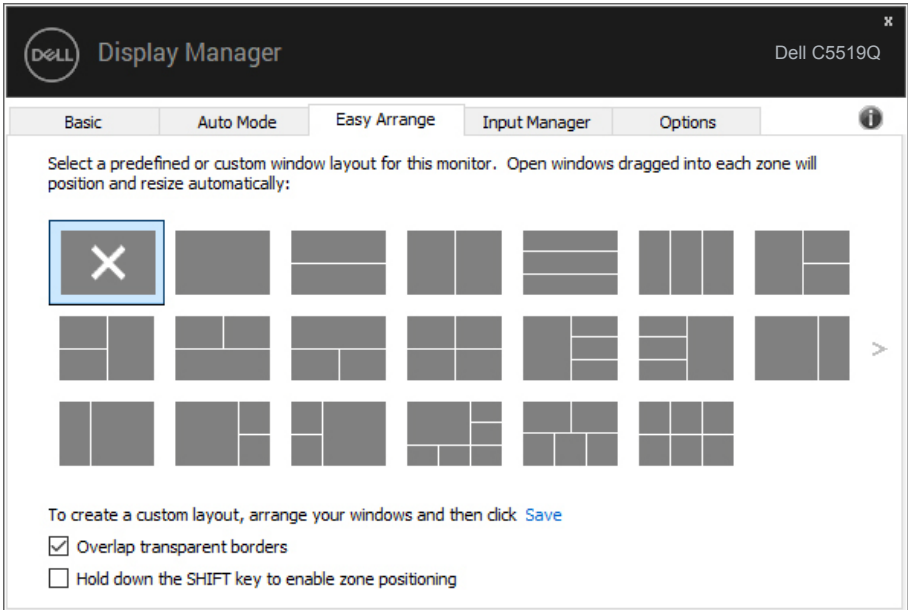 x
DELL
Display Manager
Dell C5519Q
Basic
Auto Mode
Easy Arrange
Input Manager
Options
i
Select a predefined or custom window layout for this monitor. Open windows dragged into each zone will
position and resize automatically:
>
To create a custom layout, arrange your windows and then click Save
Overlap transparent borders
Hold down the SHIFT key to enable zone positioning